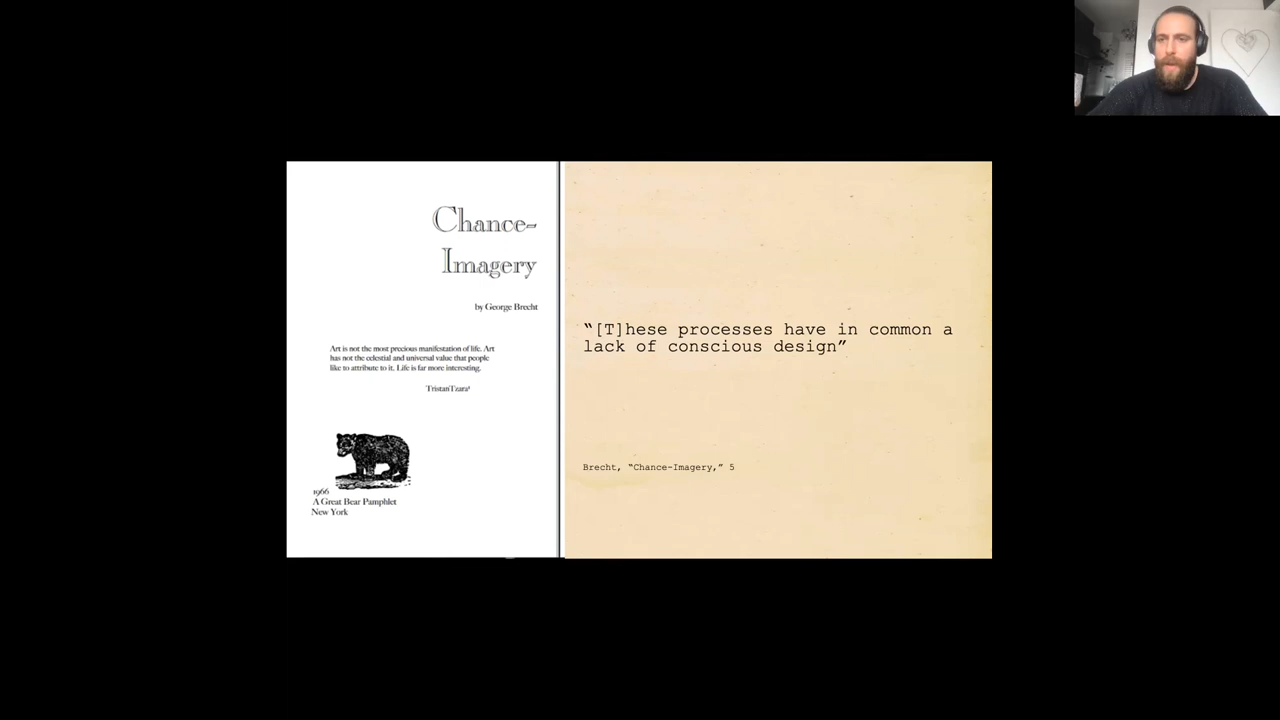 Chance-
Imagery
by George Brecht
Art is not the most precious manifestation of life. Art
has not the celestial and universal value that people
like to attribute to it. Life is far more interesting.
Tristan Tzara¹
1966
A Great Bear Pamphlet
New York
“[T]hese processes have in common a
lack of conscious design”
Brecht, “Chance-Imagery,” 5